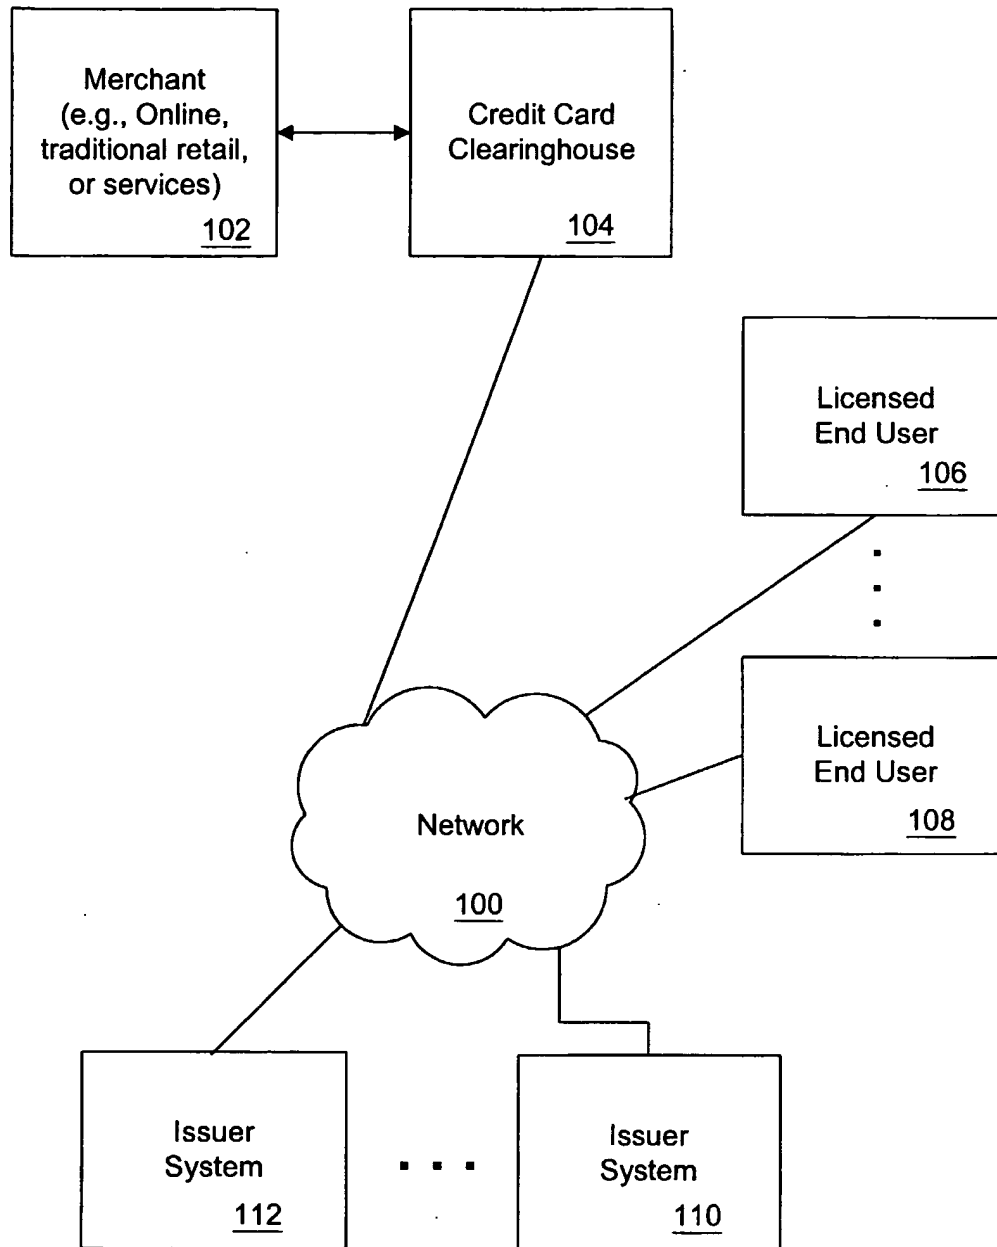 Merchant
(e.g., Online,
traditional retail,
or services)
102
Credit Card
Clearinghouse
104
Licensed
End User
106
Licensed
End User
108
Network
100
Issuer
System
112
Issuer
System
110